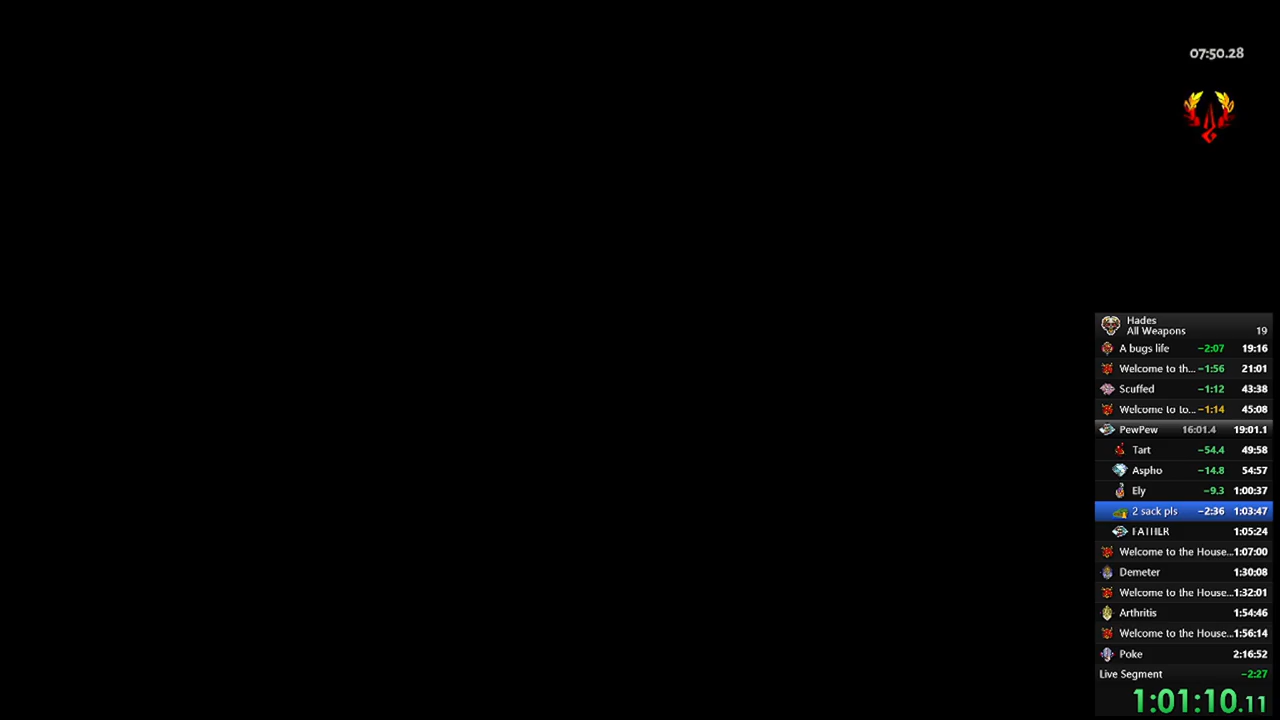 07:50.28
Hades
All Weapons 19
A bugs life -2:07 19:16
Welcome to th... -1:56 21:01
Scuffed -1:12 43:38
Welcome to to... -1:14 45:08
PewPew 16:01.4 19:01.1
Tart -54.4 49:58
Aspho -14.8 54:57
Ely -9.3 1:00:37
2 sack pls -2:36 1:03:47
FATHER 1:05:24
Welcome to the House... 1:07:00
Demeter 1:30:08
Welcome to the House... 1:32:01
Arthritis 1:54:46
Welcome to the House... 1:56:14
Poke 2:16:52
Live Segment -2:27
1:01:10.11